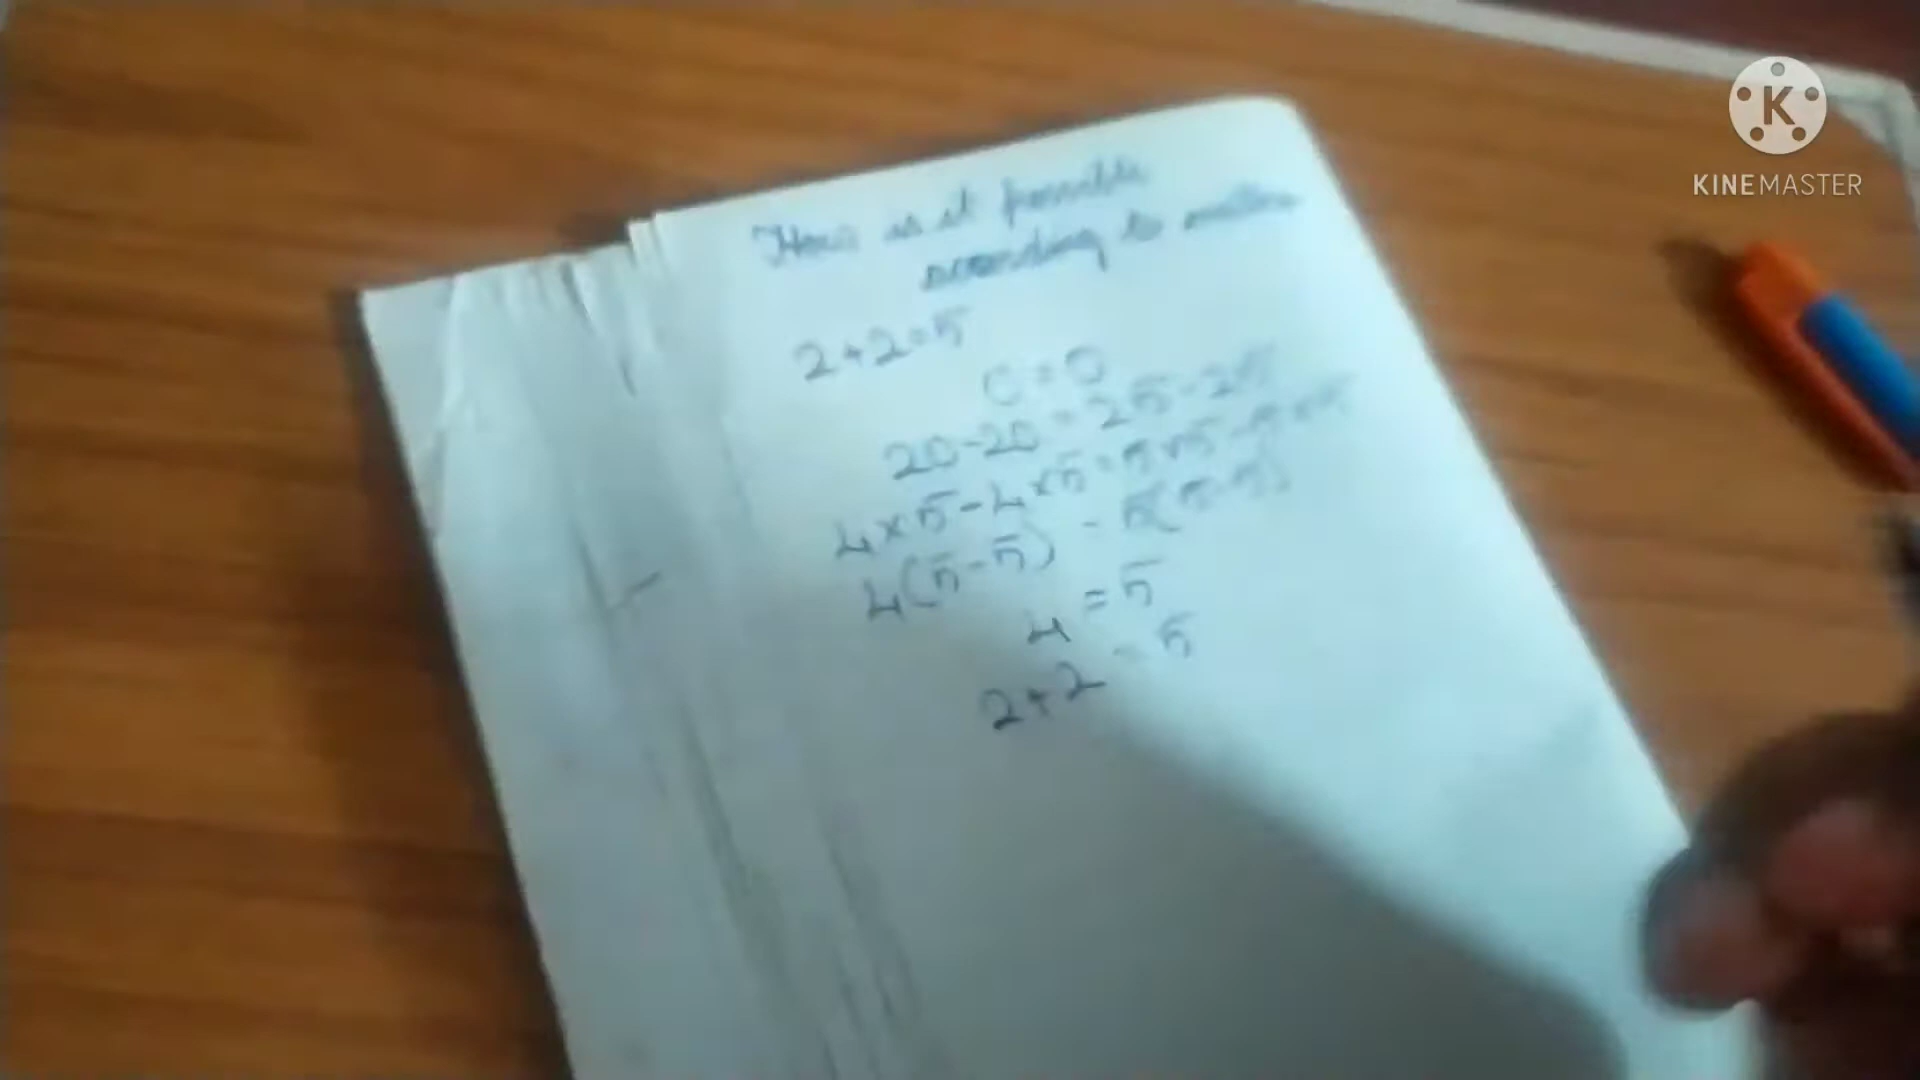 How is it possible
according to maths
2+2=5
0=0
20-20=25-25
4×5-4×5=5×5-5×5
4(5-5) = 5(5-5)
4=5
2+2=5
KINEMASTER